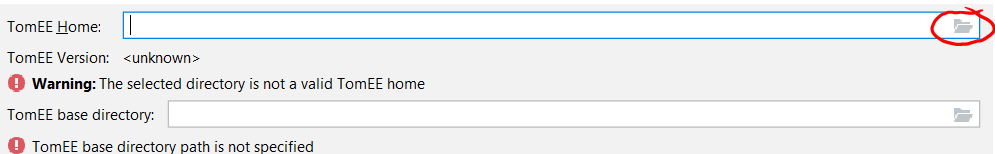 TomEE Home:
TomEE Version: <unknown>
Warning: The selected directory is not a valid TomEE home
TomEE base directory:
TomEE base directory path is not specified